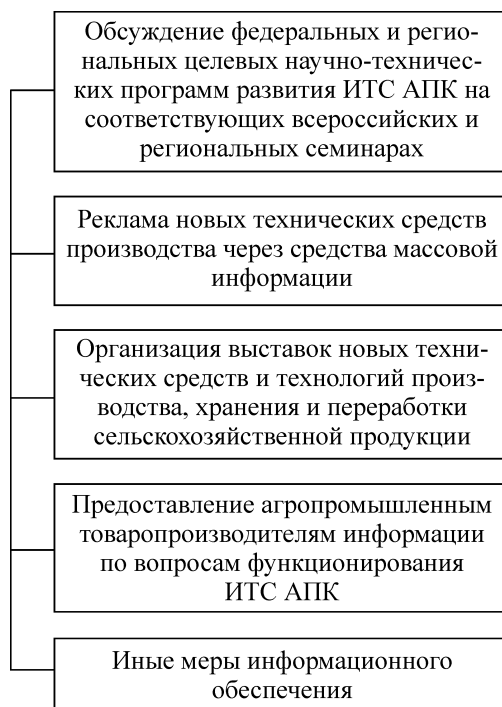 Обсуждение федеральных и регио-
нальных целевых научно-техничес-
ких программ развития ИТС АПК на
соответствующих всероссийских и
региональных семинарах
Реклама новых технических средств
производства через средства массовой
информации
Организация выставок новых техни-
ческих средств и технологий произ-
водства, хранения и переработки
сельскохозяйственной продукции
Предоставление агропромышленным
товаропроизводителям информации
по вопросам функционирования
ИТС АПК
Иные меры информационного
обеспечения